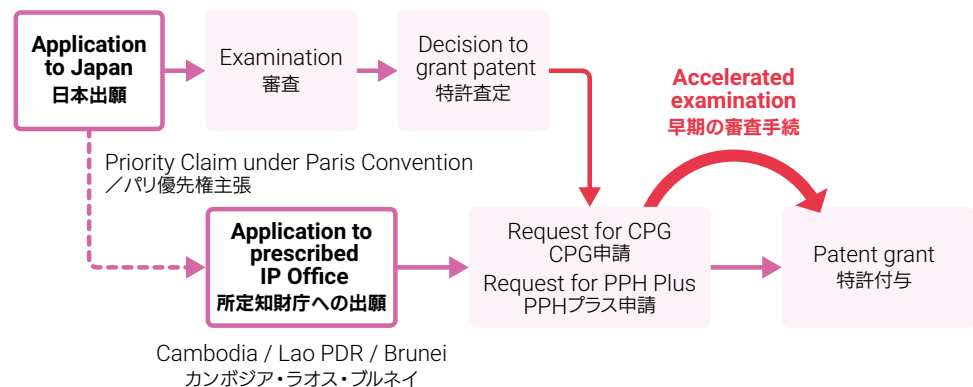 Application
to Japan
日本出願
Examination
審査
Decision to
grant patent
特許査定
Accelerated
examination
早期の審査手続
Priority Claim under Paris Convention
／パリ優先権主張
Application to
prescribed
IP Office
所定知財庁への出願
Request for CPG
CPG申請
Request for PPH Plus
PPHプラス申請
Patent grant
特許付与
Cambodia / Lao PDR / Brunei
カンボジア・ラオス・ブルネイ